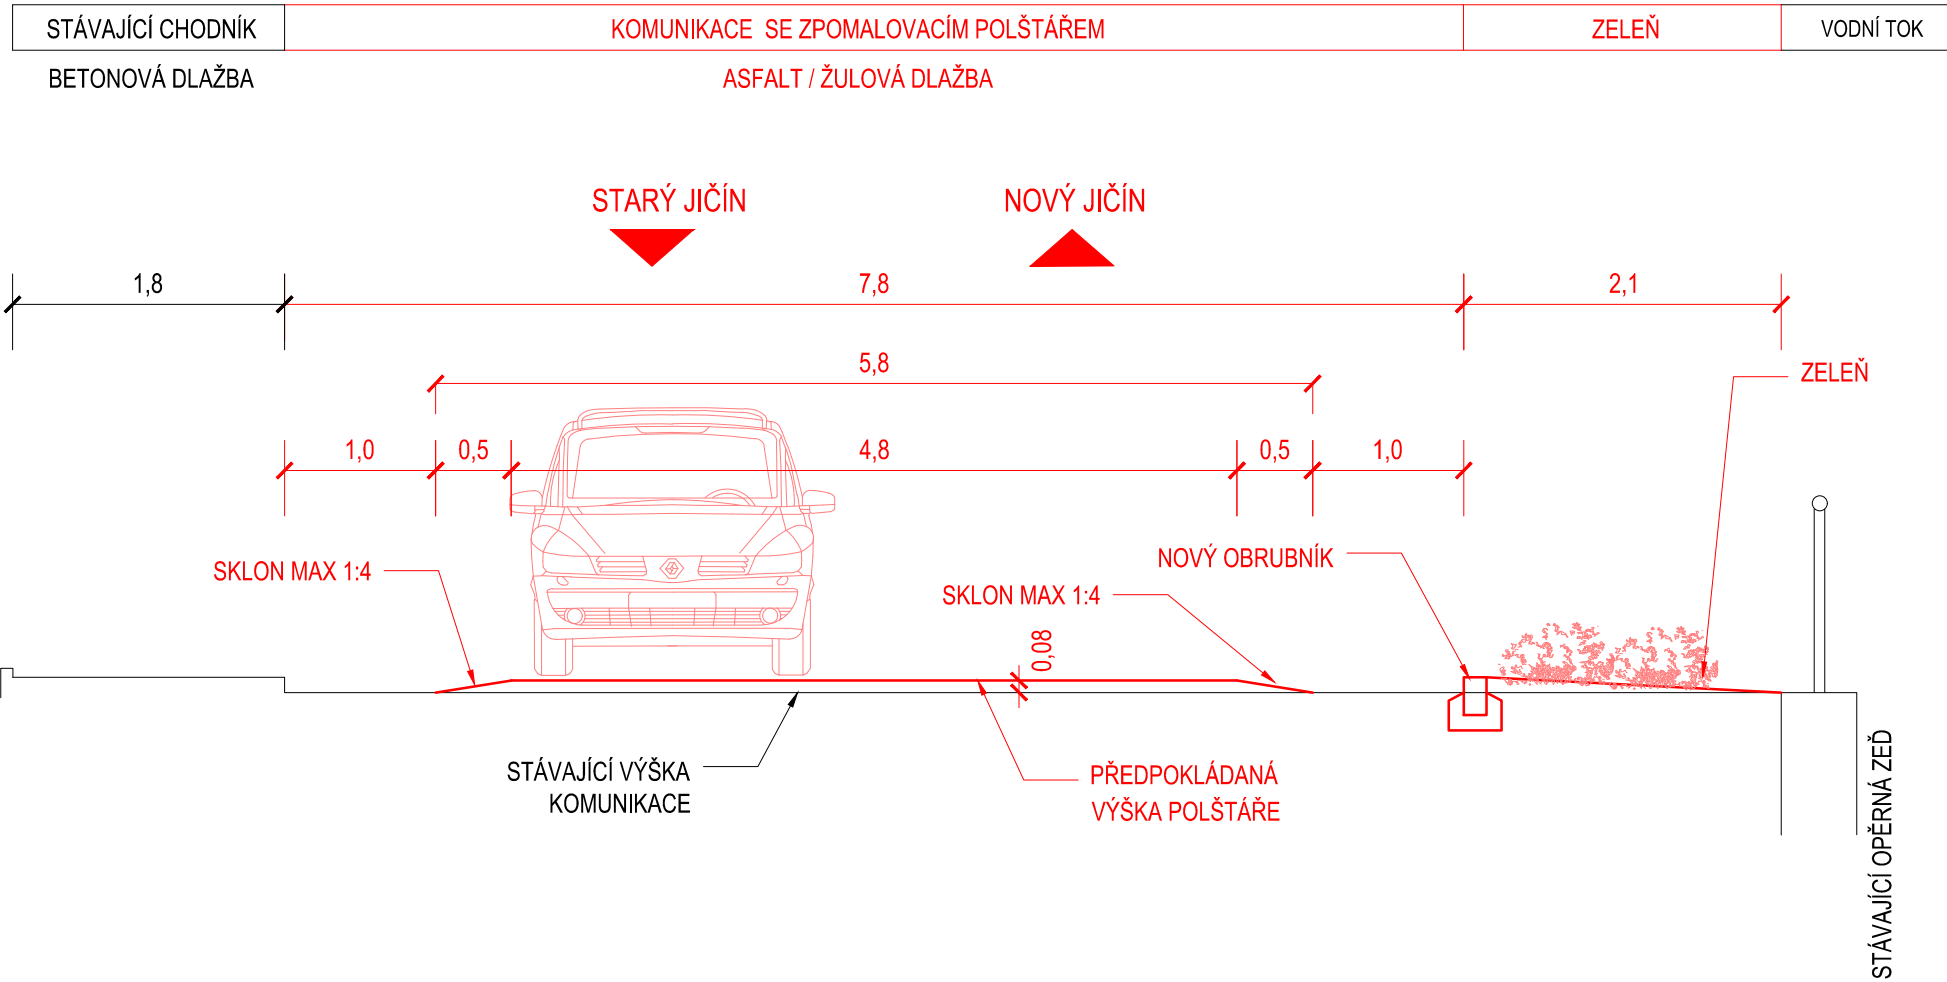 STÁVAJÍCÍ CHODNÍK
KOMUNIKACE SE ZPOMALOVACÍM POLŠTÁŘEM
ZELEŇ
VODNÍ TOK
BETONOVÁ DLAŽBA
ASFALT / ŽULOVÁ DLAŽBA
STARÝ JIČÍN
NOVÝ JIČÍN
1,8
7,8
2,1
5,8
ZELEŇ
1,0
0,5
4,8
0,5
1,0
SKLON MAX 1:4
NOVÝ OBRUBNÍK
SKLON MAX 1:4
0,08
STÁVAJÍCÍ VÝŠKA
KOMUNIKACE
PŘEDPOKLÁDANÁ
VÝŠKA POLŠTÁŘE
STÁVAJÍCÍ OPĚRNÁ ZEĎ